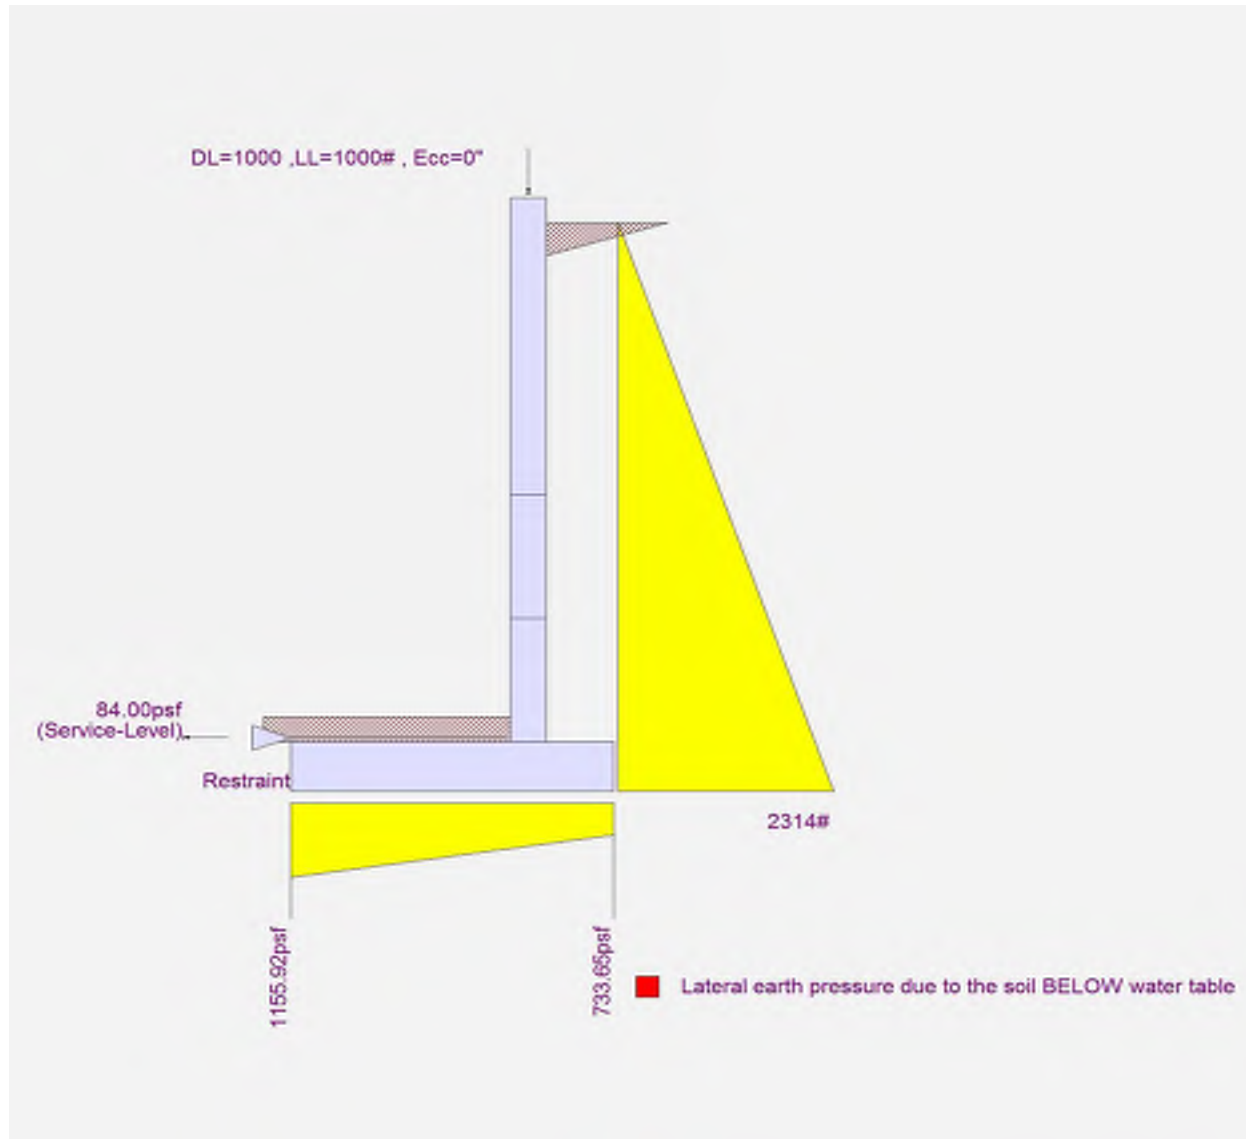 DL=1000 ,LL=1000# , Ecc=0"
84.00psf
(Service-Level)
Restraint
2314#
1155.92psf
733.65psf
Lateral earth pressure due to the soil BELOW water table